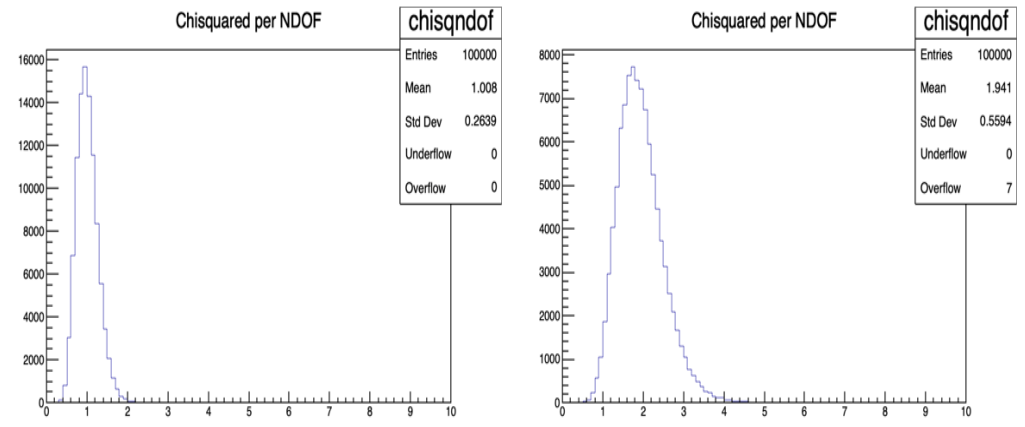 Chisquared per NDOF
chisqndof
Entries 100000
Mean 1.008
Std Dev 0.2639
Underflow 0
Overflow 0
16000
14000
12000
10000
8000
6000
4000
2000
0
0 1 2 3 4 5 6 7 8 9 10
Chisquared per NDOF
chisqndof
Entries 100000
Mean 1.941
Std Dev 0.5594
Underflow 0
Overflow 7
8000
7000
6000
5000
4000
3000
2000
1000
0
0 1 2 3 4 5 6 7 8 9 10